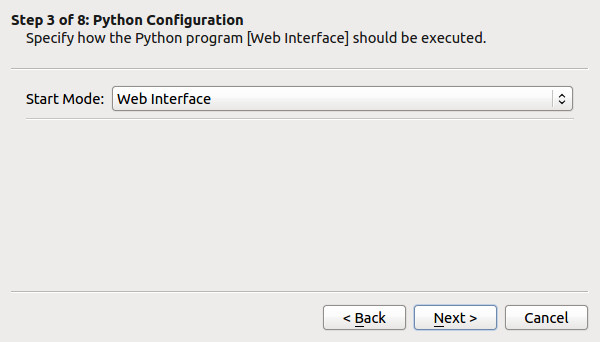 Step 3 of 8: Python Configuration
Specify how the Python program [Web Interface] should be executed.
Start Mode: Web Interface
< Back Next > Cancel